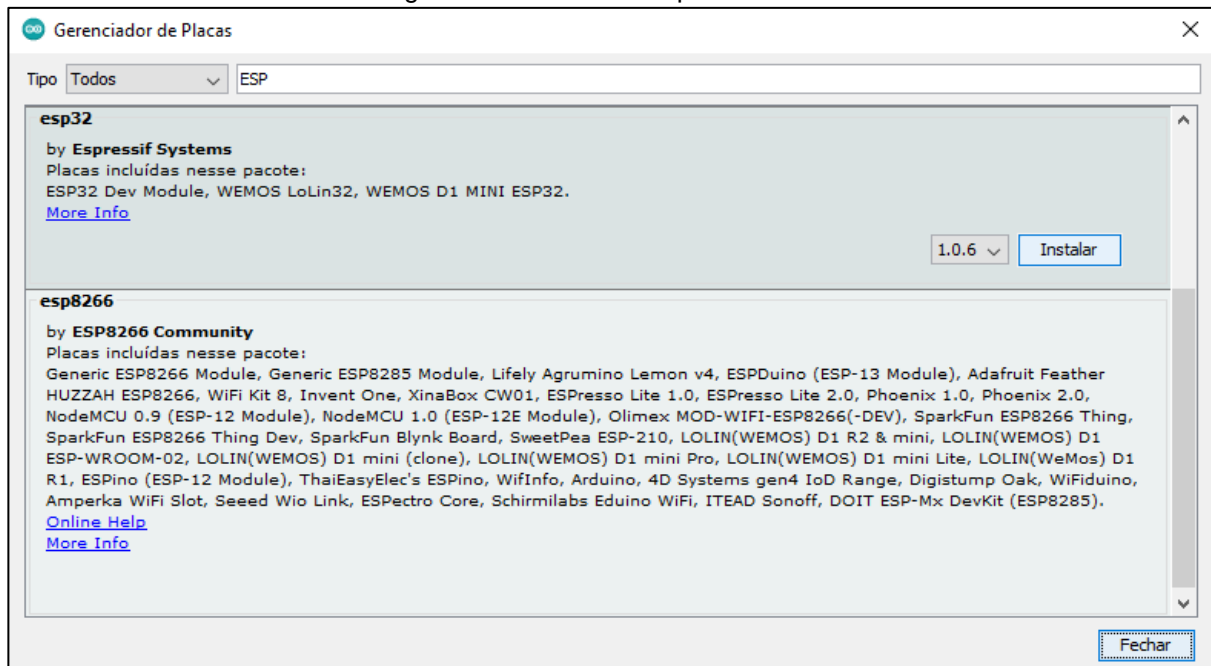 Gerenciador de Placas
Tipo Todos ESP
esp32
by Espressif Systems
Placas incluídas nesse pacote:
ESP32 Dev Module, WEMOS LoLin32, WEMOS D1 MINI ESP32.
More Info
1.0.6 Instalar
esp8266
by ESP8266 Community
Placas incluídas nesse pacote:
Generic ESP8266 Module, Generic ESP8285 Module, Lifely Agrumino Lemon v4, ESPDuino (ESP-13 Module), Adafruit Feather
HUZZAH ESP8266, WiFi Kit 8, Invent One, XinaBox CW01, ESPresso Lite 1.0, ESPresso Lite 2.0, Phoenix 1.0, Phoenix 2.0,
NodeMCU 0.9 (ESP-12 Module), NodeMCU 1.0 (ESP-12E Module), Olimex MOD-WIFI-ESP8266(-DEV), SparkFun ESP8266 Thing,
SparkFun ESP8266 Thing Dev, SparkFun Blynk Board, SweetPea ESP-210, LOLIN(WEMOS) D1 R2 & mini, LOLIN(WEMOS) D1
ESP-WROOM-02, LOLIN(WEMOS) D1 mini (clone), LOLIN(WEMOS) D1 mini Pro, LOLIN(WEMOS) D1 mini Lite, LOLIN(WeMos) D1
R1, ESPino (ESP-12 Module), ThaiEasyElec's ESPino, WifInfo, Arduino, 4D Systems gen4 IoD Range, Digistump Oak, WiFiduino,
Amperka WiFi Slot, Seeed Wio Link, ESPectro Core, Schirmilabs Eduino WiFi, ITEAD Sonoff, DOIT ESP-Mx DevKit (ESP8285).
Online Help
More Info
Fechar